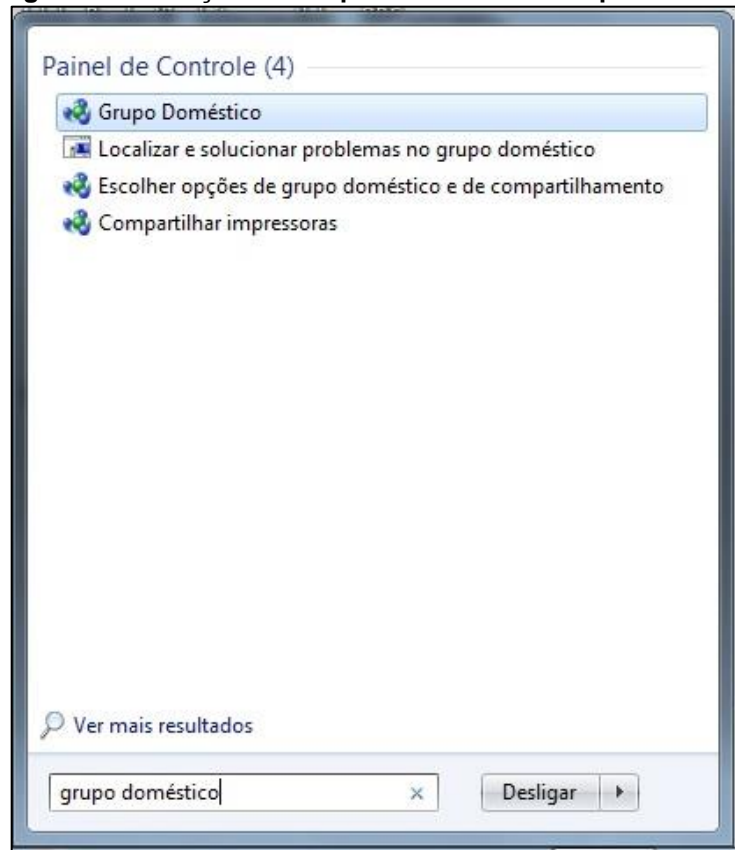 Painel de Controle (4)
Grupo Doméstico
Localizar e solucionar problemas no grupo doméstico
Escolher opções de grupo doméstico e de compartilhamento
Compartilhar impressoras
Ver mais resultados
grupo doméstico
Desligar